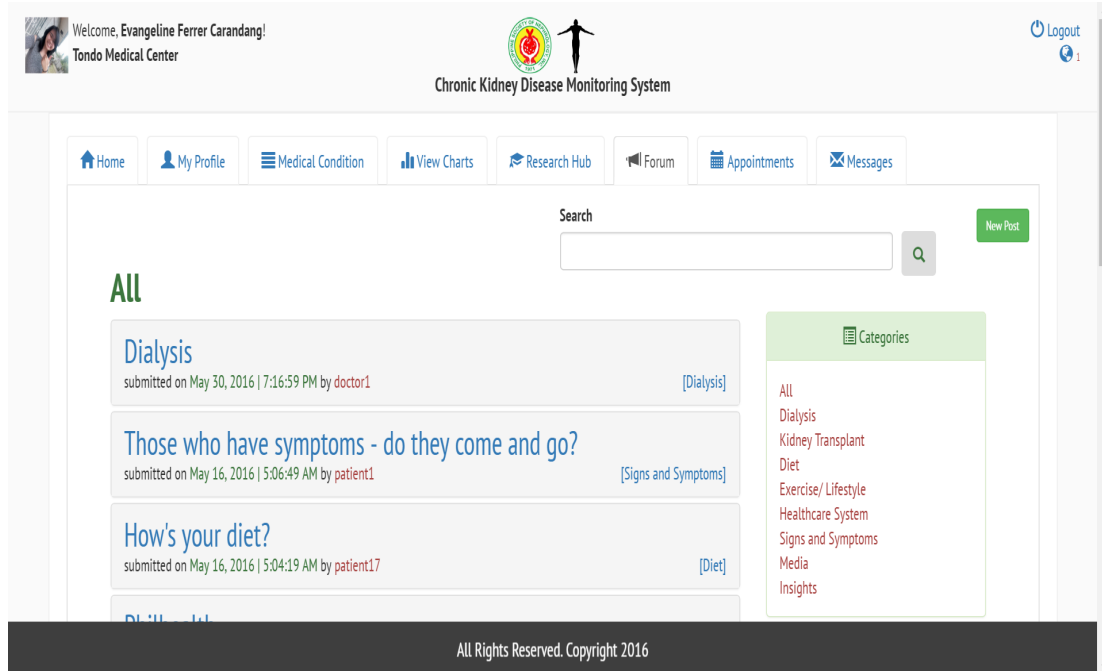 Welcome, Evangeline Ferrer Carandang!
Tondo Medical Center
Chronic Kidney Disease Monitoring System
Logout
1
Home
My Profile
Medical Condition
View Charts
Research Hub
Forum
Appointments
Messages
Search
New Post
All
Dialysis
submitted on May 30, 2016 | 7:16:59 PM by doctor1
[Dialysis]
Those who have symptoms - do they come and go?
submitted on May 16, 2016 | 5:06:49 AM by patient1
[Signs and Symptoms]
How's your diet?
submitted on May 16, 2016 | 5:04:19 AM by patient17
[Diet]
Categories
All
Dialysis
Kidney Transplant
Diet
Exercise/ Lifestyle
Healthcare System
Signs and Symptoms
Media
Insights
All Rights Reserved. Copyright 2016